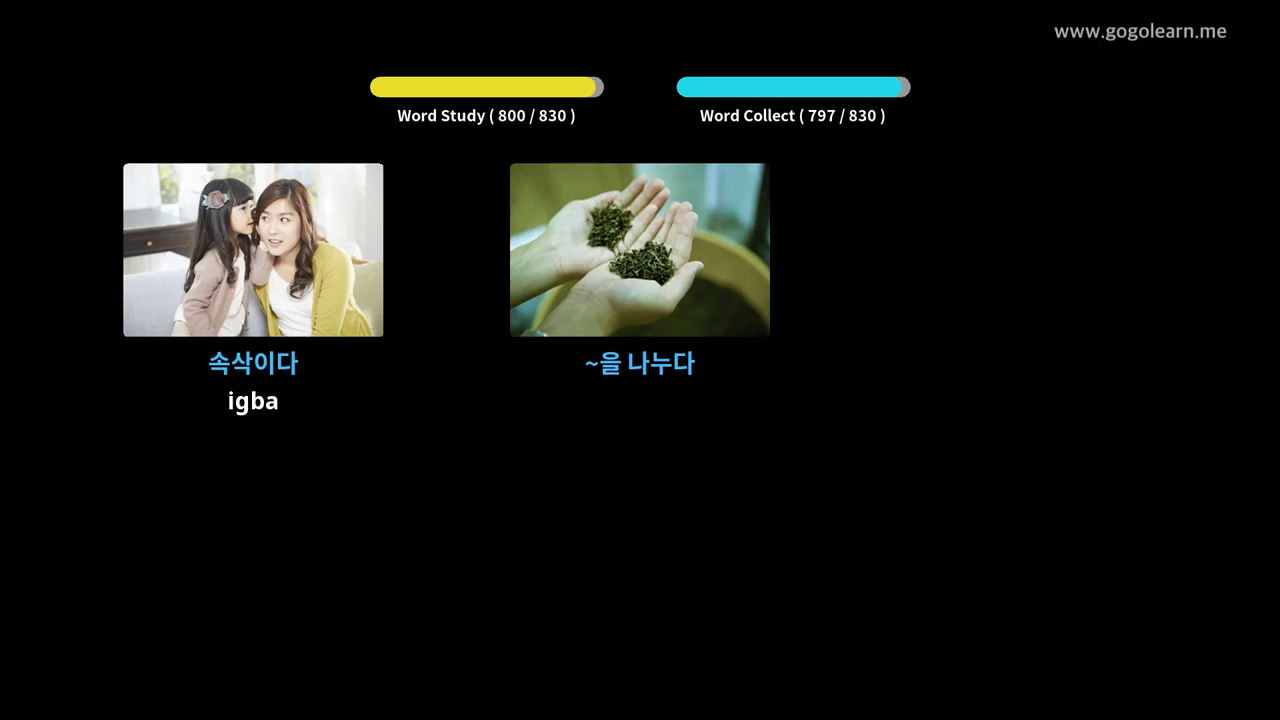 www.gogolearn.me
Word Study ( 800 / 830 )
Word Collect ( 797 / 830 )
속삭이다
igba
~을 나누다